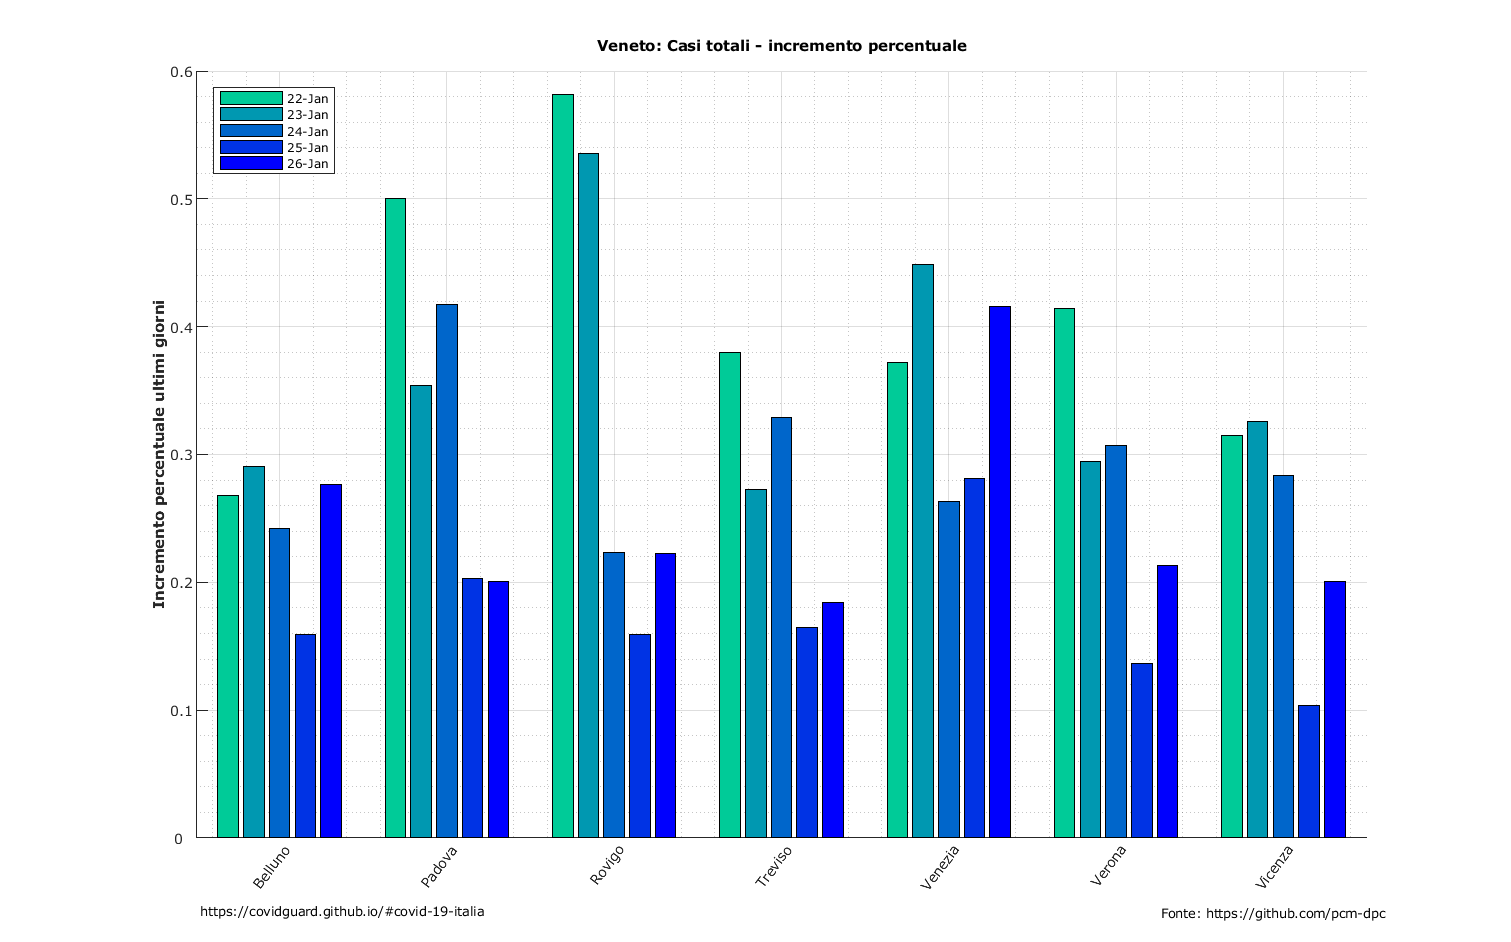 Veneto: Casi totali - incremento percentuale
Incremento percentuale ultimi giorni
0.6
0.5
0.4
0.3
0.2
0.1
0
22-Jan
23-Jan
24-Jan
25-Jan
26-Jan
Belluno
Padova
Rovigo
Treviso
Venezia
Verona
Vicenza
https://covidguard.github.io/#covid-19-italia
Fonte: https://github.com/pcm-dpc